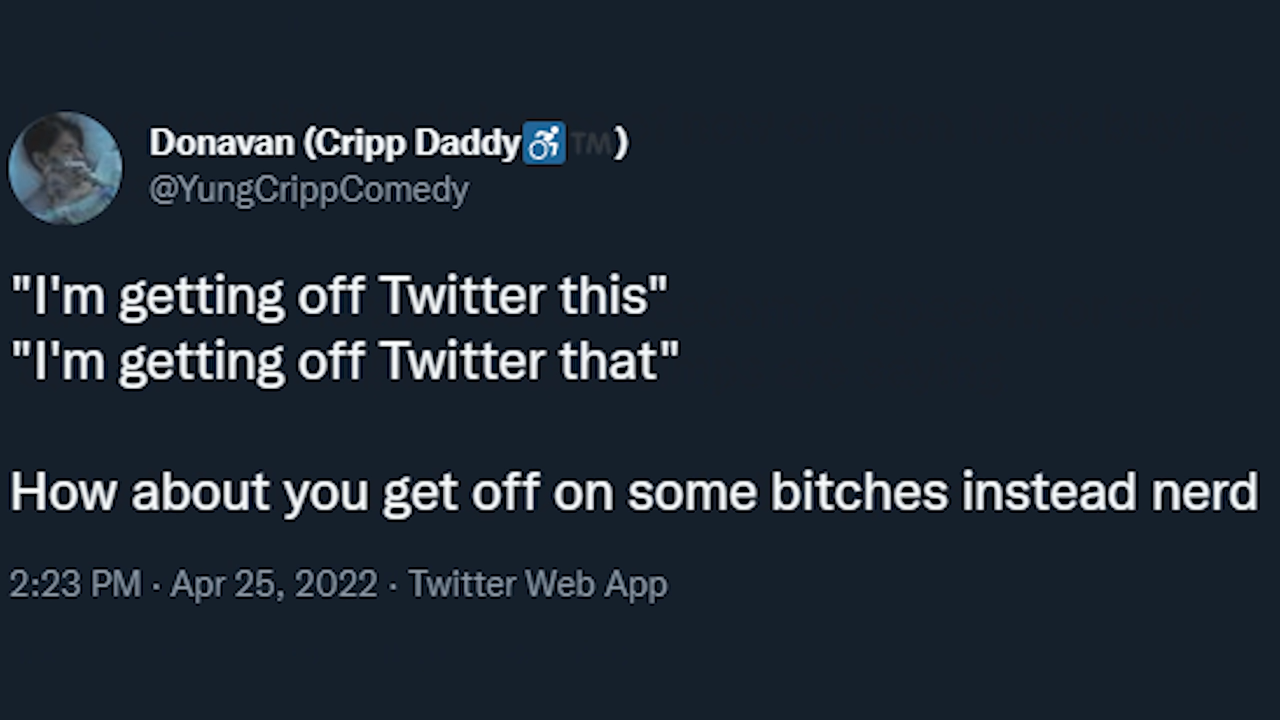 Donavan (Cripp Daddy♿™)
@YungCrippComedy
"I'm getting off Twitter this"
"I'm getting off Twitter that"
How about you get off on some bitches instead nerd
2:23 PM · Apr 25, 2022 · Twitter Web App